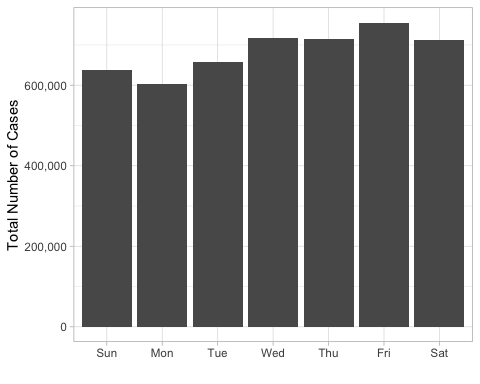 Total Number of Cases
600,000
400,000
200,000
0
Sun Mon Tue Wed Thu Fri Sat